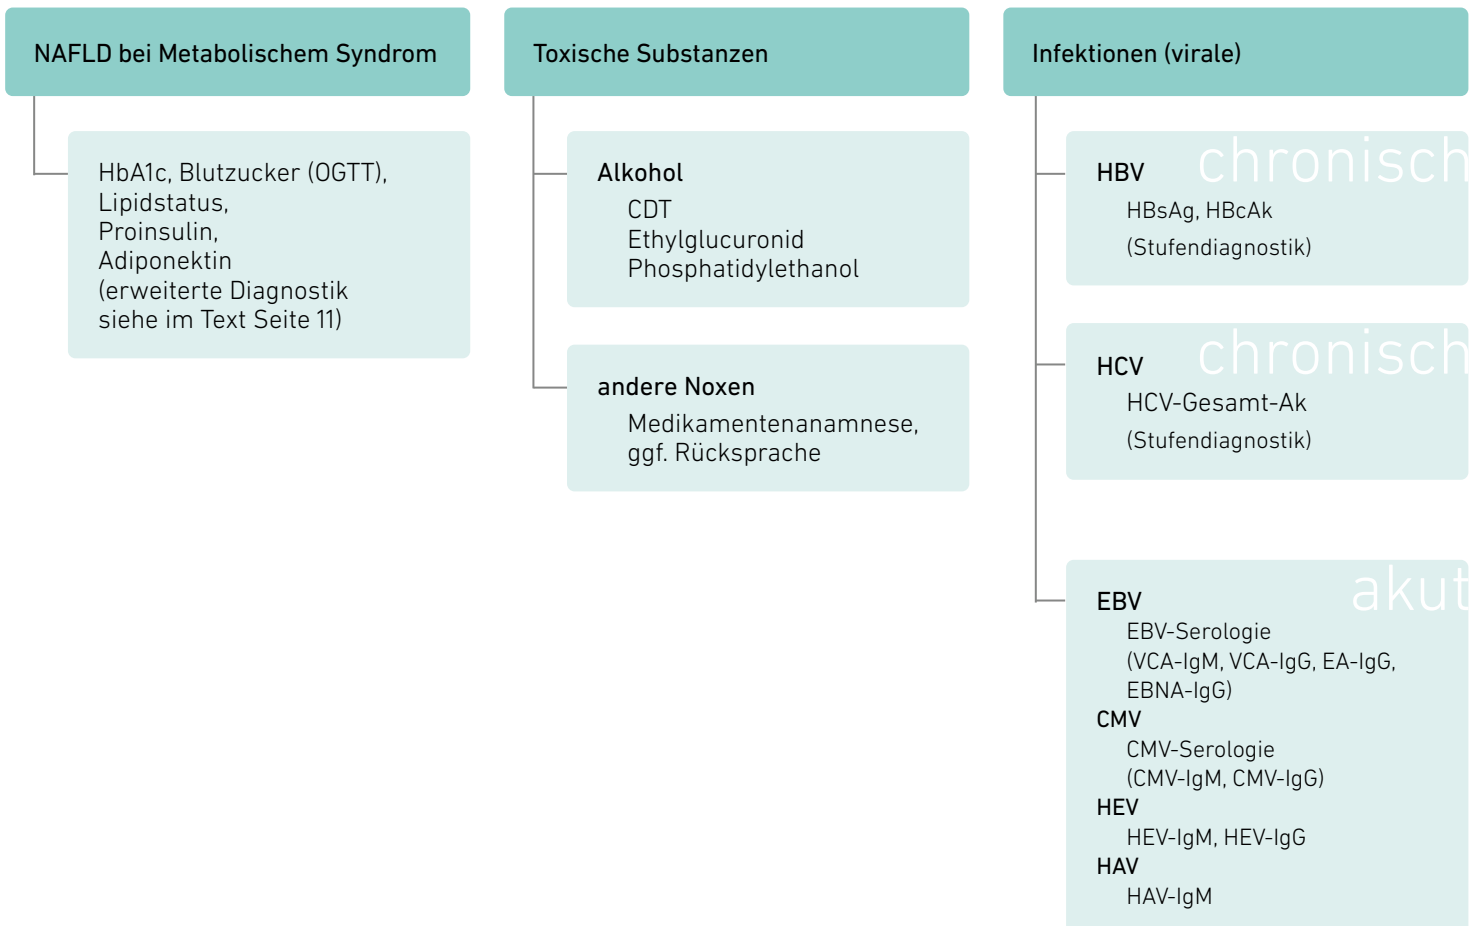 NAFLD bei Metabolischem Syndrom
HbA1c, Blutzucker (OGTT),
Lipidstatus,
Proinsulin,
Adiponektin
(erweiterte Diagnostik
siehe im Text Seite 11)
Toxische Substanzen
Alkohol
CDT
Ethylglucuronid
Phosphatidylethanol
andere Noxen
Medikamentenanamnese,
ggf. Rücksprache
Infektionen (virale)
chronisch
HBV
HBsAg, HBcAk
(Stufendiagnostik)
chronisch
HCV
HCV-Gesamt-Ak
(Stufendiagnostik)
akut
EBV
EBV-Serologie
(VCA-IgM, VCA-IgG, EA-IgG,
EBNA-IgG)
CMV
CMV-Serologie
(CMV-IgM, CMV-IgG)
HEV
HEV-IgM, HEV-IgG
HAV
HAV-IgM